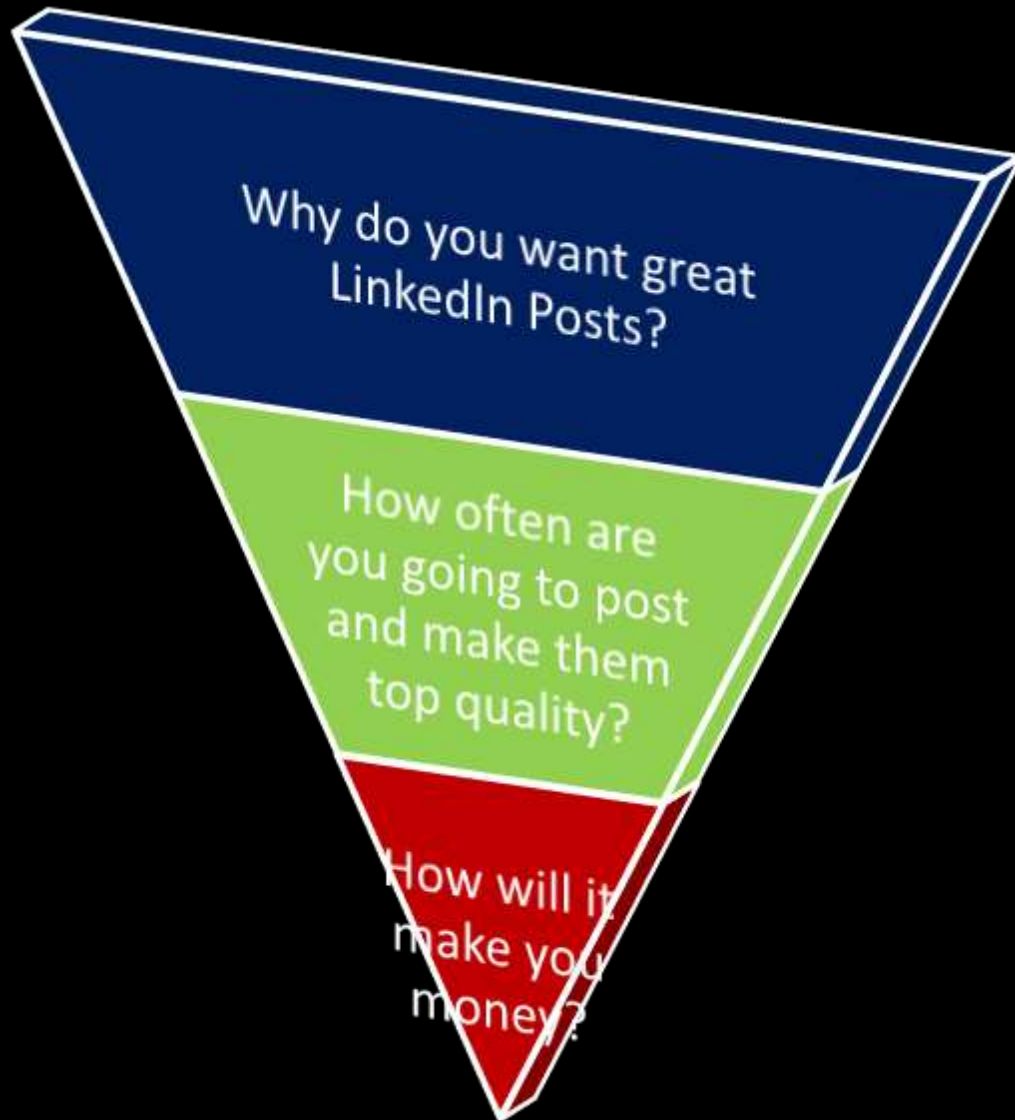 Why do you want great
LinkedIn Posts?
How often are
you going to post
and make them
top quality?
How will it
make you
money?